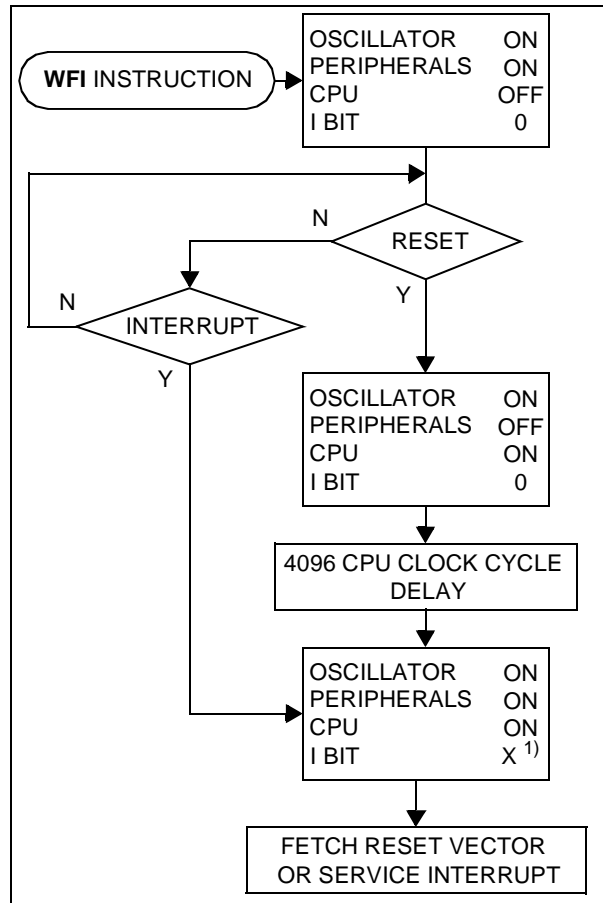 WFI INSTRUCTION
OSCILLATOR ON
PERIPHERALS ON
CPU OFF
I BIT 0
N
RESET
Y
N
INTERRUPT
Y
OSCILLATOR ON
PERIPHERALS OFF
CPU ON
I BIT 0
4096 CPU CLOCK CYCLE
DELAY
OSCILLATOR ON
PERIPHERALS ON
CPU ON
I BIT X 1)
FETCH RESET VECTOR
OR SERVICE INTERRUPT